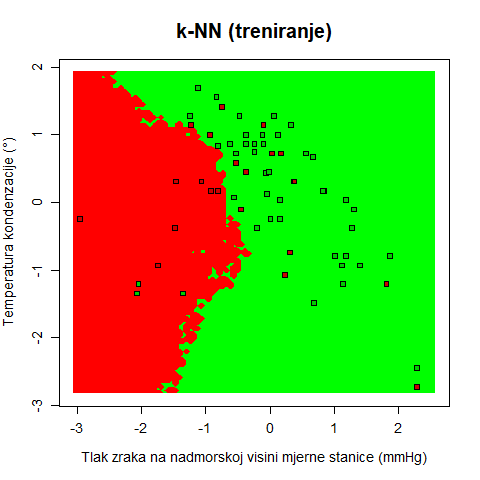 k-NN (treniranje)
Temperatura kondenzacije (°)
2
1
0
-1
-2
-3
-3 -2 -1 0 1 2
Tlak zraka na nadmorskoj visini mjerne stanice (mmHg)